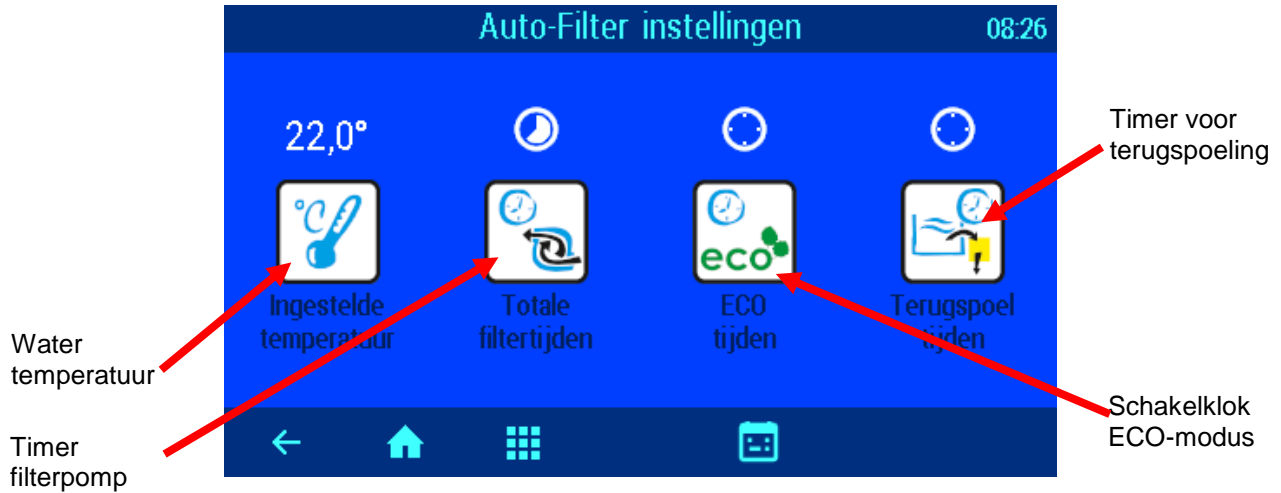 Auto-Filter instellingen
08:26
22,0°
°C
eco
Ingestelde
temperatuur
Totale
filtertijden
ECO
tijden
Terugspoel
tijden
Timer voor
terugspoeling
Water
temperatuur
Timer
filterpomp
Schakelklok
ECO-modus